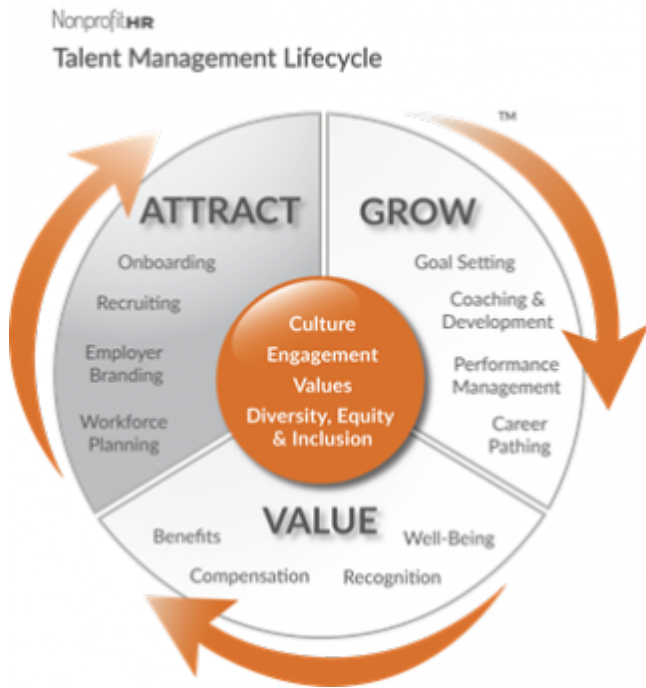 NonprofitHR
Talent Management Lifecycle
TM
ATTRACT
Onboarding
Recruiting
Employer
Branding
Workforce
Planning
GROW
Goal Setting
Coaching &
Development
Performance
Management
Career
Pathing
Culture
Engagement
Values
Diversity, Equity
& Inclusion
VALUE
Benefits
Compensation
Recognition
Well-Being